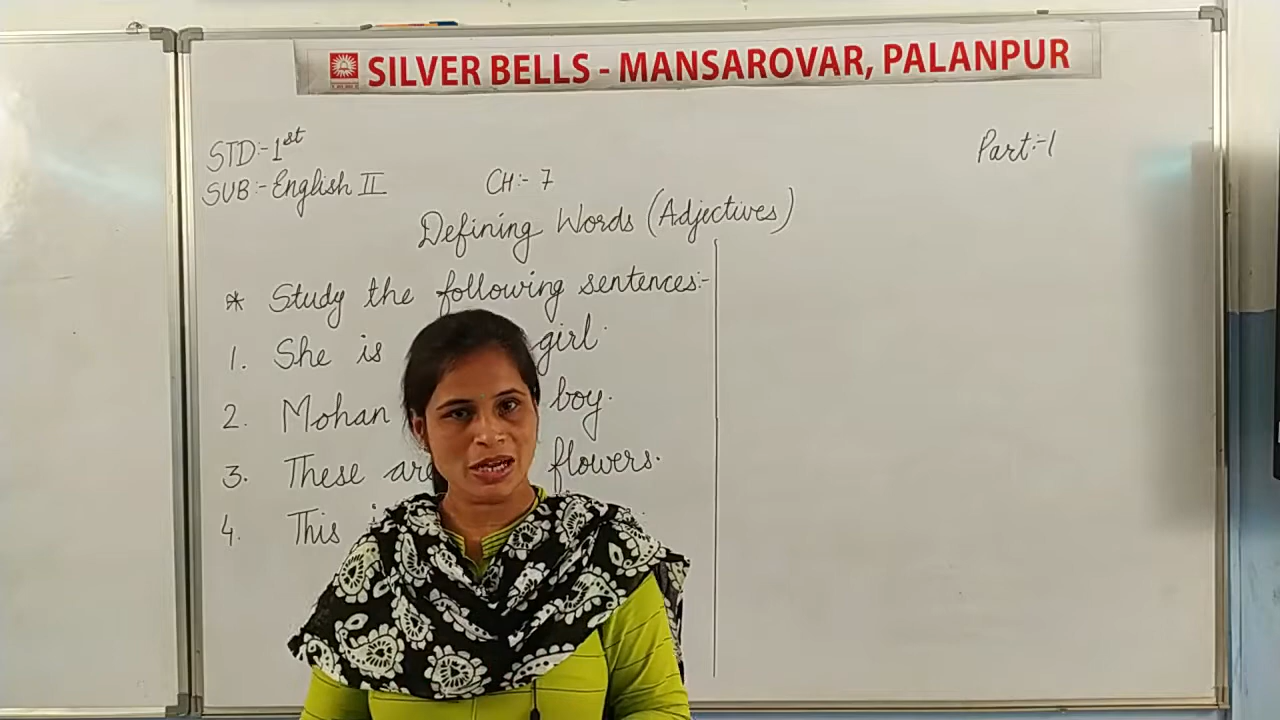 SILVER BELLS - MANSAROVAR, PALANPUR
STD:- 1st
Part:-1
SUB:- English II
CH:- 7
Defining Words (Adjectives)
* Study the following sentences:-
1. She is girl.
2. Mohan boy.
3. These are flowers.
4. This